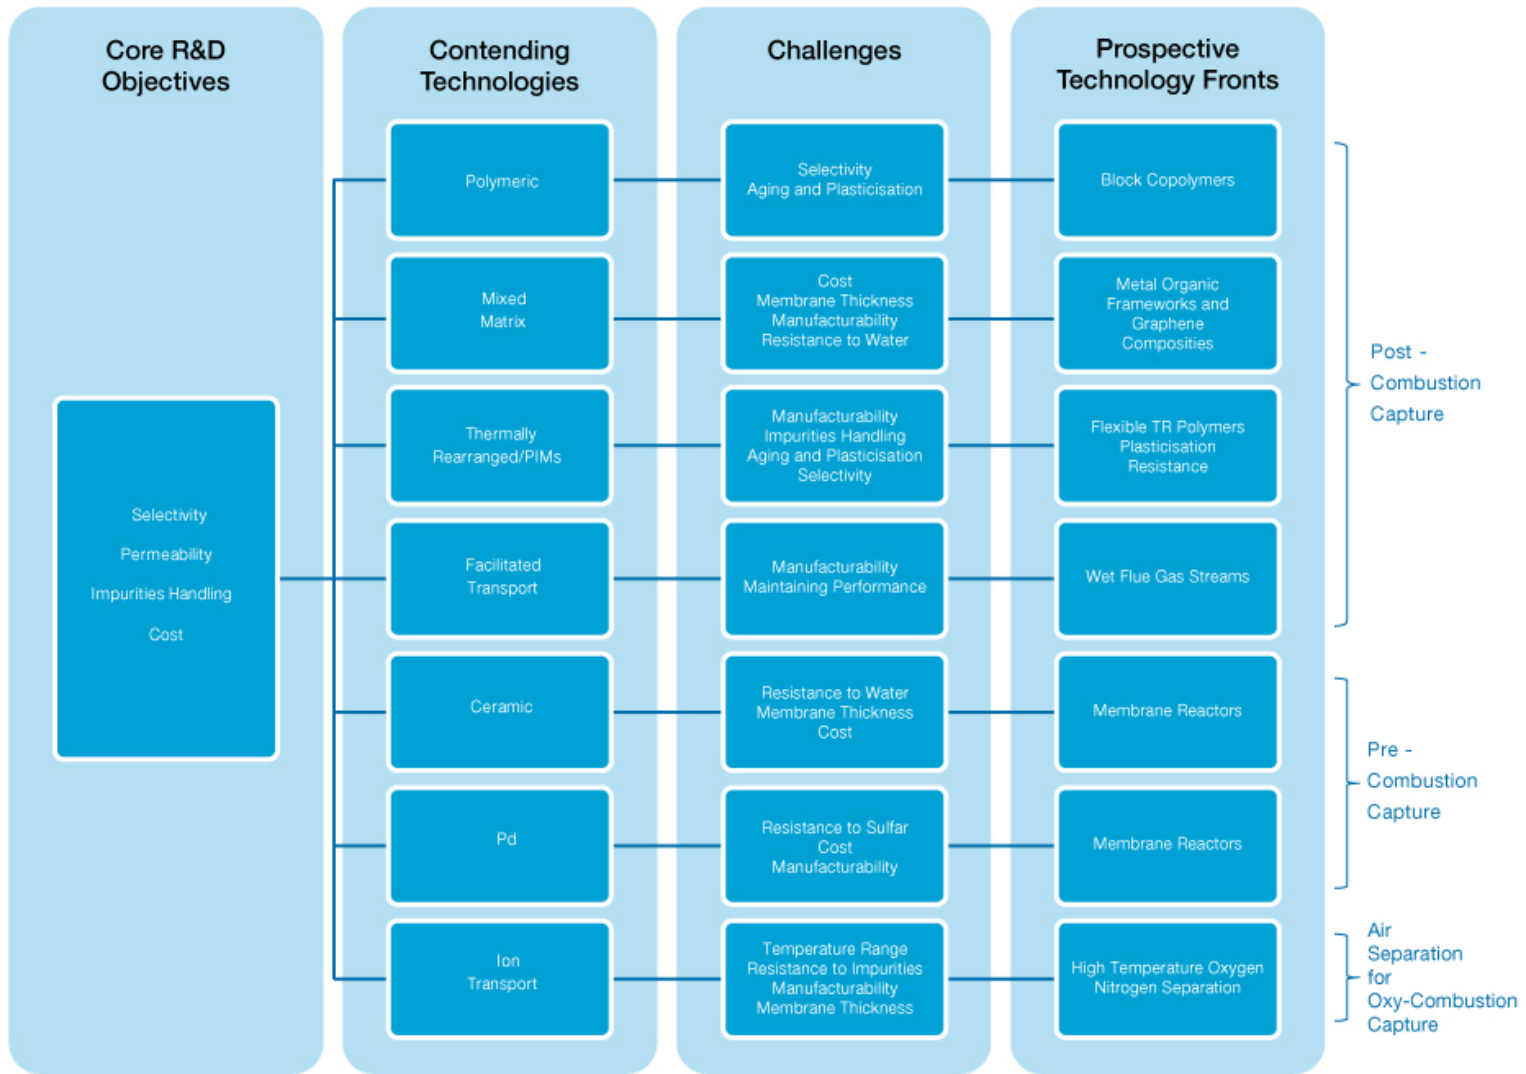 Core R&D
Objectives
Contending
Technologies
Challenges
Prospective
Technology Fronts
Selectivity
Permeability
Impurities Handling
Cost
Polymeric
Selectivity
Aging and Plasticisation
Block Copolymers
Mixed
Matrix
Cost
Membrane Thickness
Manufacturability
Resistance to Water
Metal Organic
Frameworks and
Graphene
Composities
Thermally
Rearranged/PIMs
Manufacturability
Impurities Handling
Aging and Plasticisation
Selectivity
Flexible TR Polymers
Plasticisation
Resistance
Facilitated
Transport
Manufacturability
Maintaining Performance
Wet Flue Gas Streams
Post -
Combustion
Capture
Ceramic
Resistance to Water
Membrane Thickness
Cost
Membrane Reactors
Pd
Resistance to Sulfar
Cost
Manufacturability
Membrane Reactors
Pre -
Combustion
Capture
Ion
Transport
Temperature Range
Resistance to Impurities
Manufacturability
Membrane Thickness
High Temperature Oxygen
Nitrogen Separation
Air
Separation
for
Oxy-Combustion
Capture